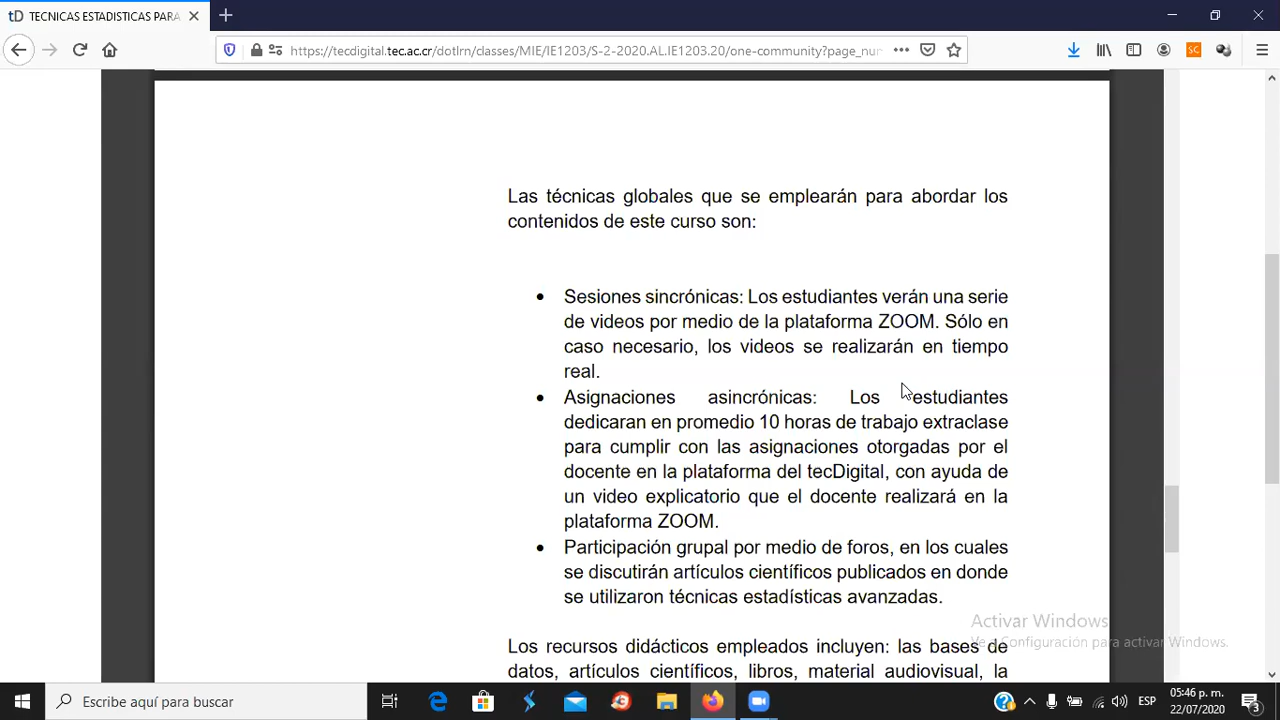 TECNICAS ESTADISTICAS PARA
https://tecdigital.tec.ac.cr/dotlrn/classes/MIE/IE1203/S-2-2020.AL.IE1203.20/one-community?page_num
Las técnicas globales que se emplearán para abordar los
contenidos de este curso son:
• Sesiones sincrónicas: Los estudiantes verán una serie
de videos por medio de la plataforma ZOOM. Sólo en
caso necesario, los videos se realizarán en tiempo
real.
• Asignaciones asincrónicas: Los estudiantes
dedicaran en promedio 10 horas de trabajo extraclase
para cumplir con las asignaciones otorgadas por el
docente en la plataforma del tecDigital, con ayuda de
un video explicatorio que el docente realizará en la
plataforma ZOOM.
• Participación grupal por medio de foros, en los cuales
se discutirán artículos científicos publicados en donde
se utilizaron técnicas estadísticas avanzadas.
Activar Windows
Ve a Configuración para activar Windows.
Los recursos didácticos empleados incluyen: las bases de
datos, artículos científicos, libros, material audiovisual, la
Escribe aquí para buscar
ESP
05:46 p. m.
22/07/2020
3